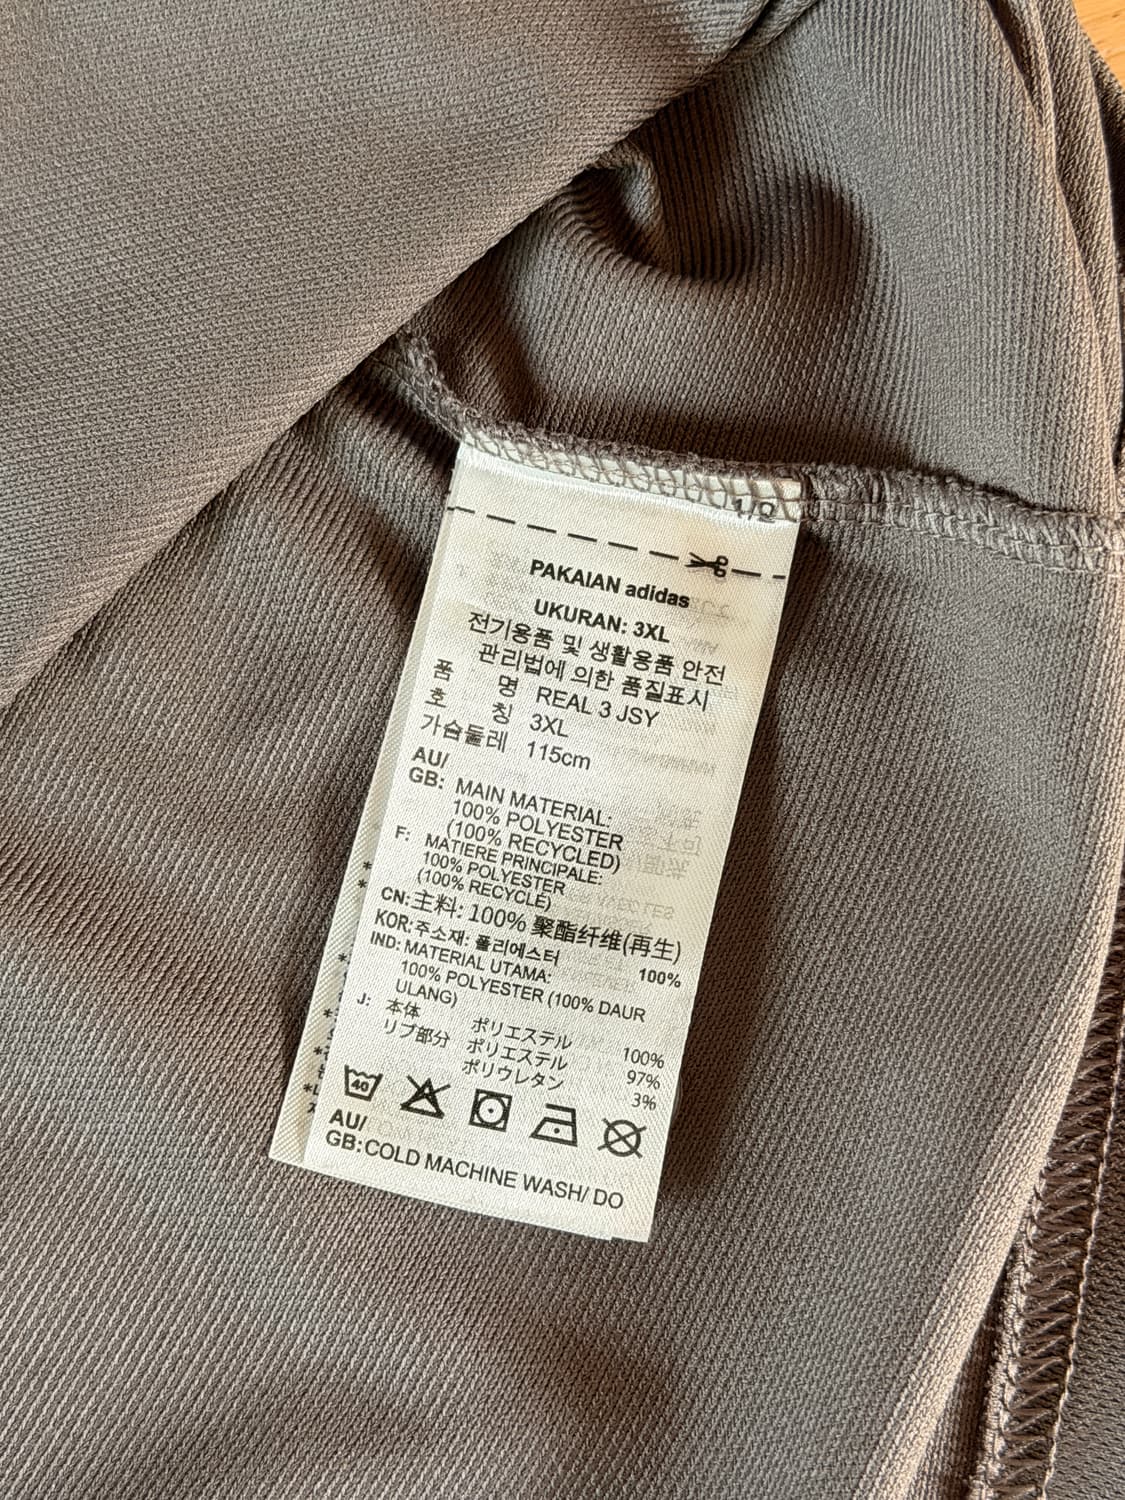 1/2
PAKAIAN adidas
UKURAN: 3XL
전기용품 및 생활용품 안전
관리법에 의한 품질표시
품 명 REAL 3 JSY
호 칭 3XL
가슴둘레 115cm
AU/
GB: MAIN MATERIAL:
100% POLYESTER
(100% RECYCLED)
F: MATIERE PRINCIPALE:
100% POLYESTER
(100% RECYCLÉ)
CN: 主料: 100% 聚酯纤维(再生)
KOR: 주소재: 폴리에스터 100%
IND: MATERIAL UTAMA:
100% POLYESTER (100% DAUR
ULANG)
J: 本体 ポリエステル 100%
リブ部分 ポリエステル 97%
ポリウレタン 3%
40
AU/
GB:COLD MACHINE WASH/ DO